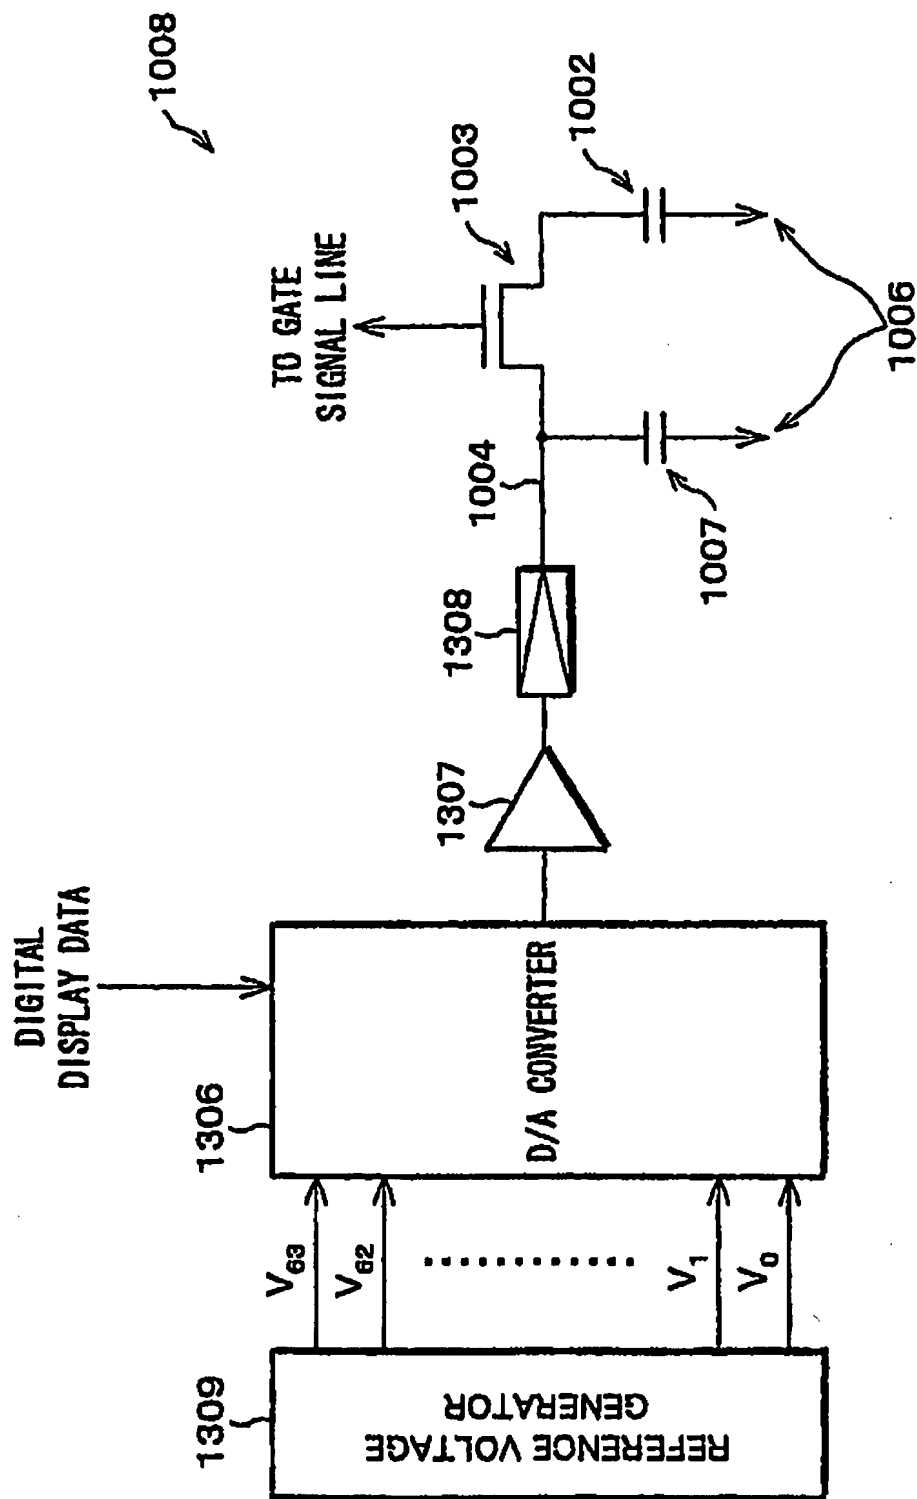 1008
TO GATE
SIGNAL LINE
1003
1002
1004
1007
1006
1308
1307
DIGITAL
DISPLAY DATA
1306
D/A CONVERTER
V63
V62
V1
V0
1309
REFERENCE VOLTAGE
GENERATOR